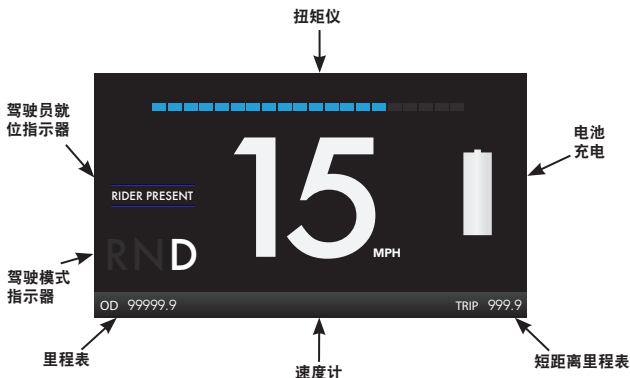 扭矩仪
驾驶员就
位指示器
电池
充电
15
RIDER PRESENT
MPH
RND
驾驶模式
指示器
OD 99999.9
TRIP 999.9
里程表
速度计
短距离里程表